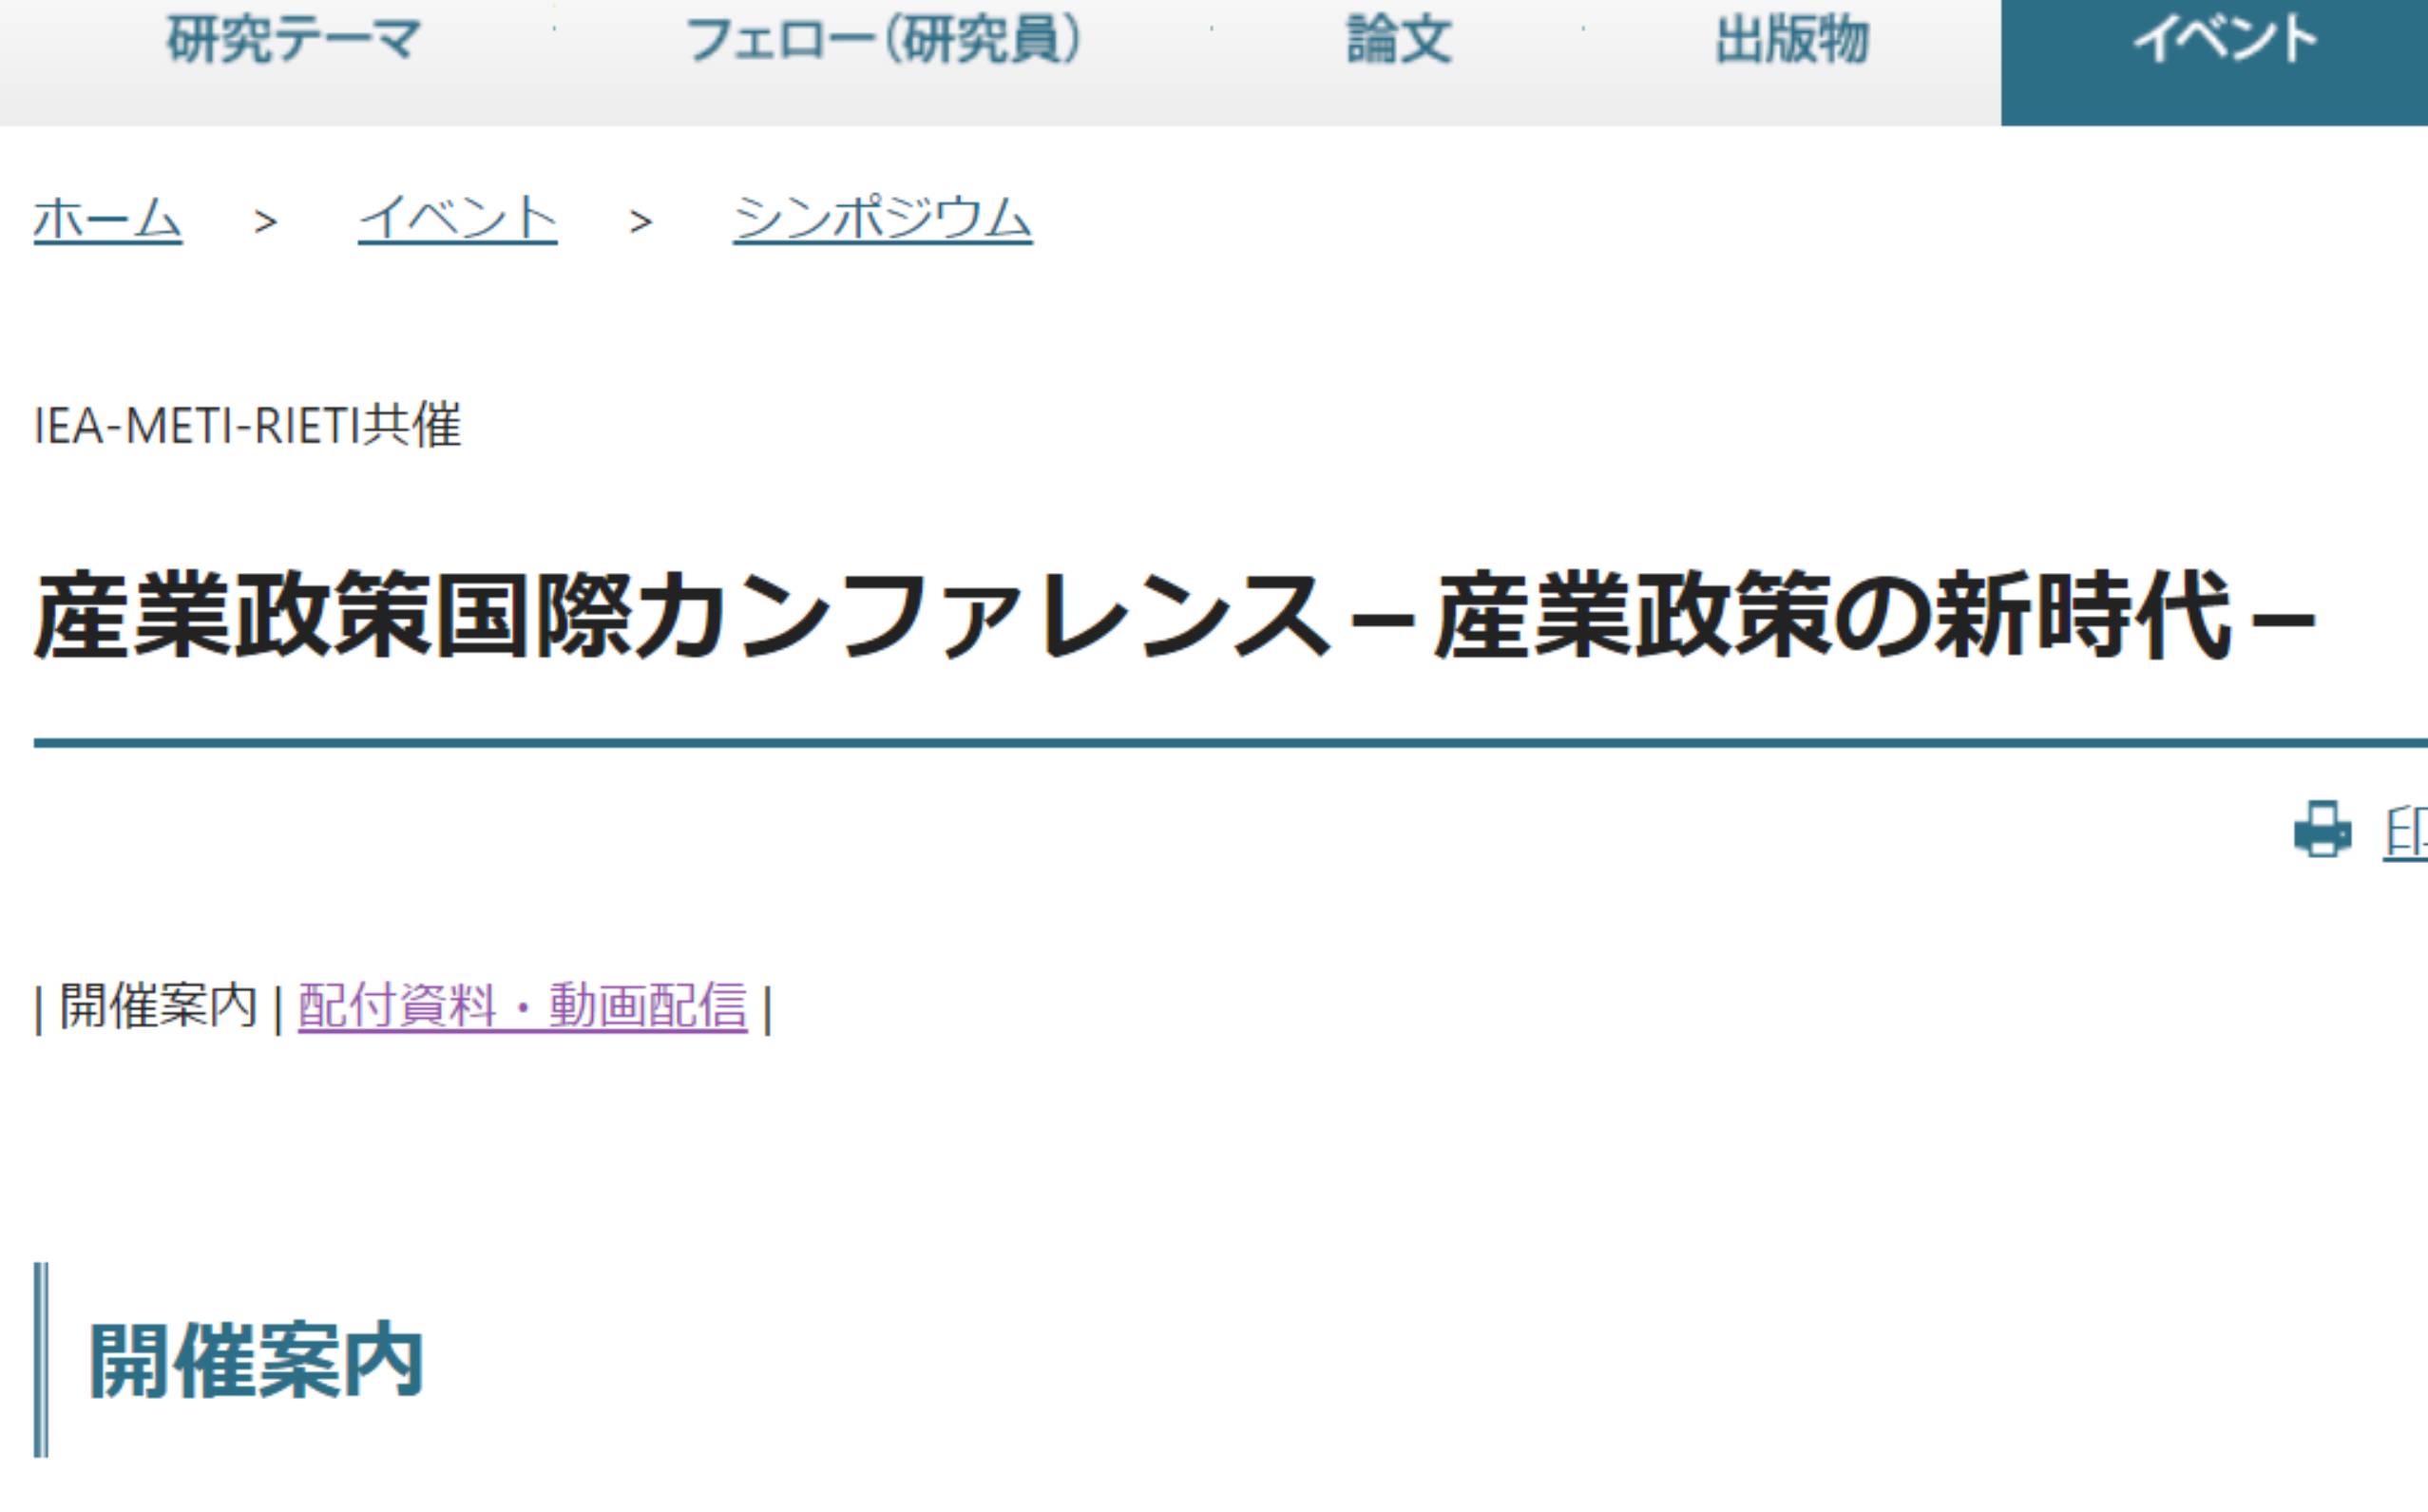 研究テーマ フェロー（研究員） 論文 出版物 イベント
ホーム > イベント > シンポジウム
IEA-METI-RIETI共催
産業政策国際カンファレンス－産業政策の新時代－
印
| 開催案内 | 配付資料・動画配信 |
開催案内